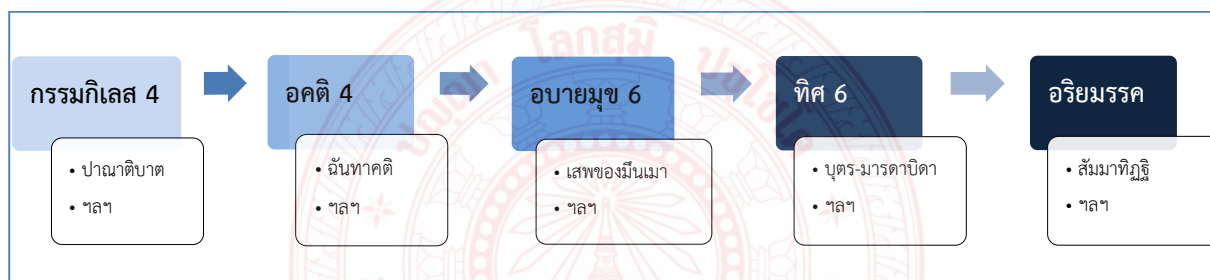 กรรมกิเลส 4
• ปาณาติบาต
• ฯลฯ
อคติ 4
• ฉันทาคติ
• ฯลฯ
อบายมุข 6
• เสพของมึนเมา
• ฯลฯ
ทิศ 6
• บุตร-มารดาบิดา
• ฯลฯ
อริยมรรค
• สัมมาทิฏฐิ
• ฯลฯ